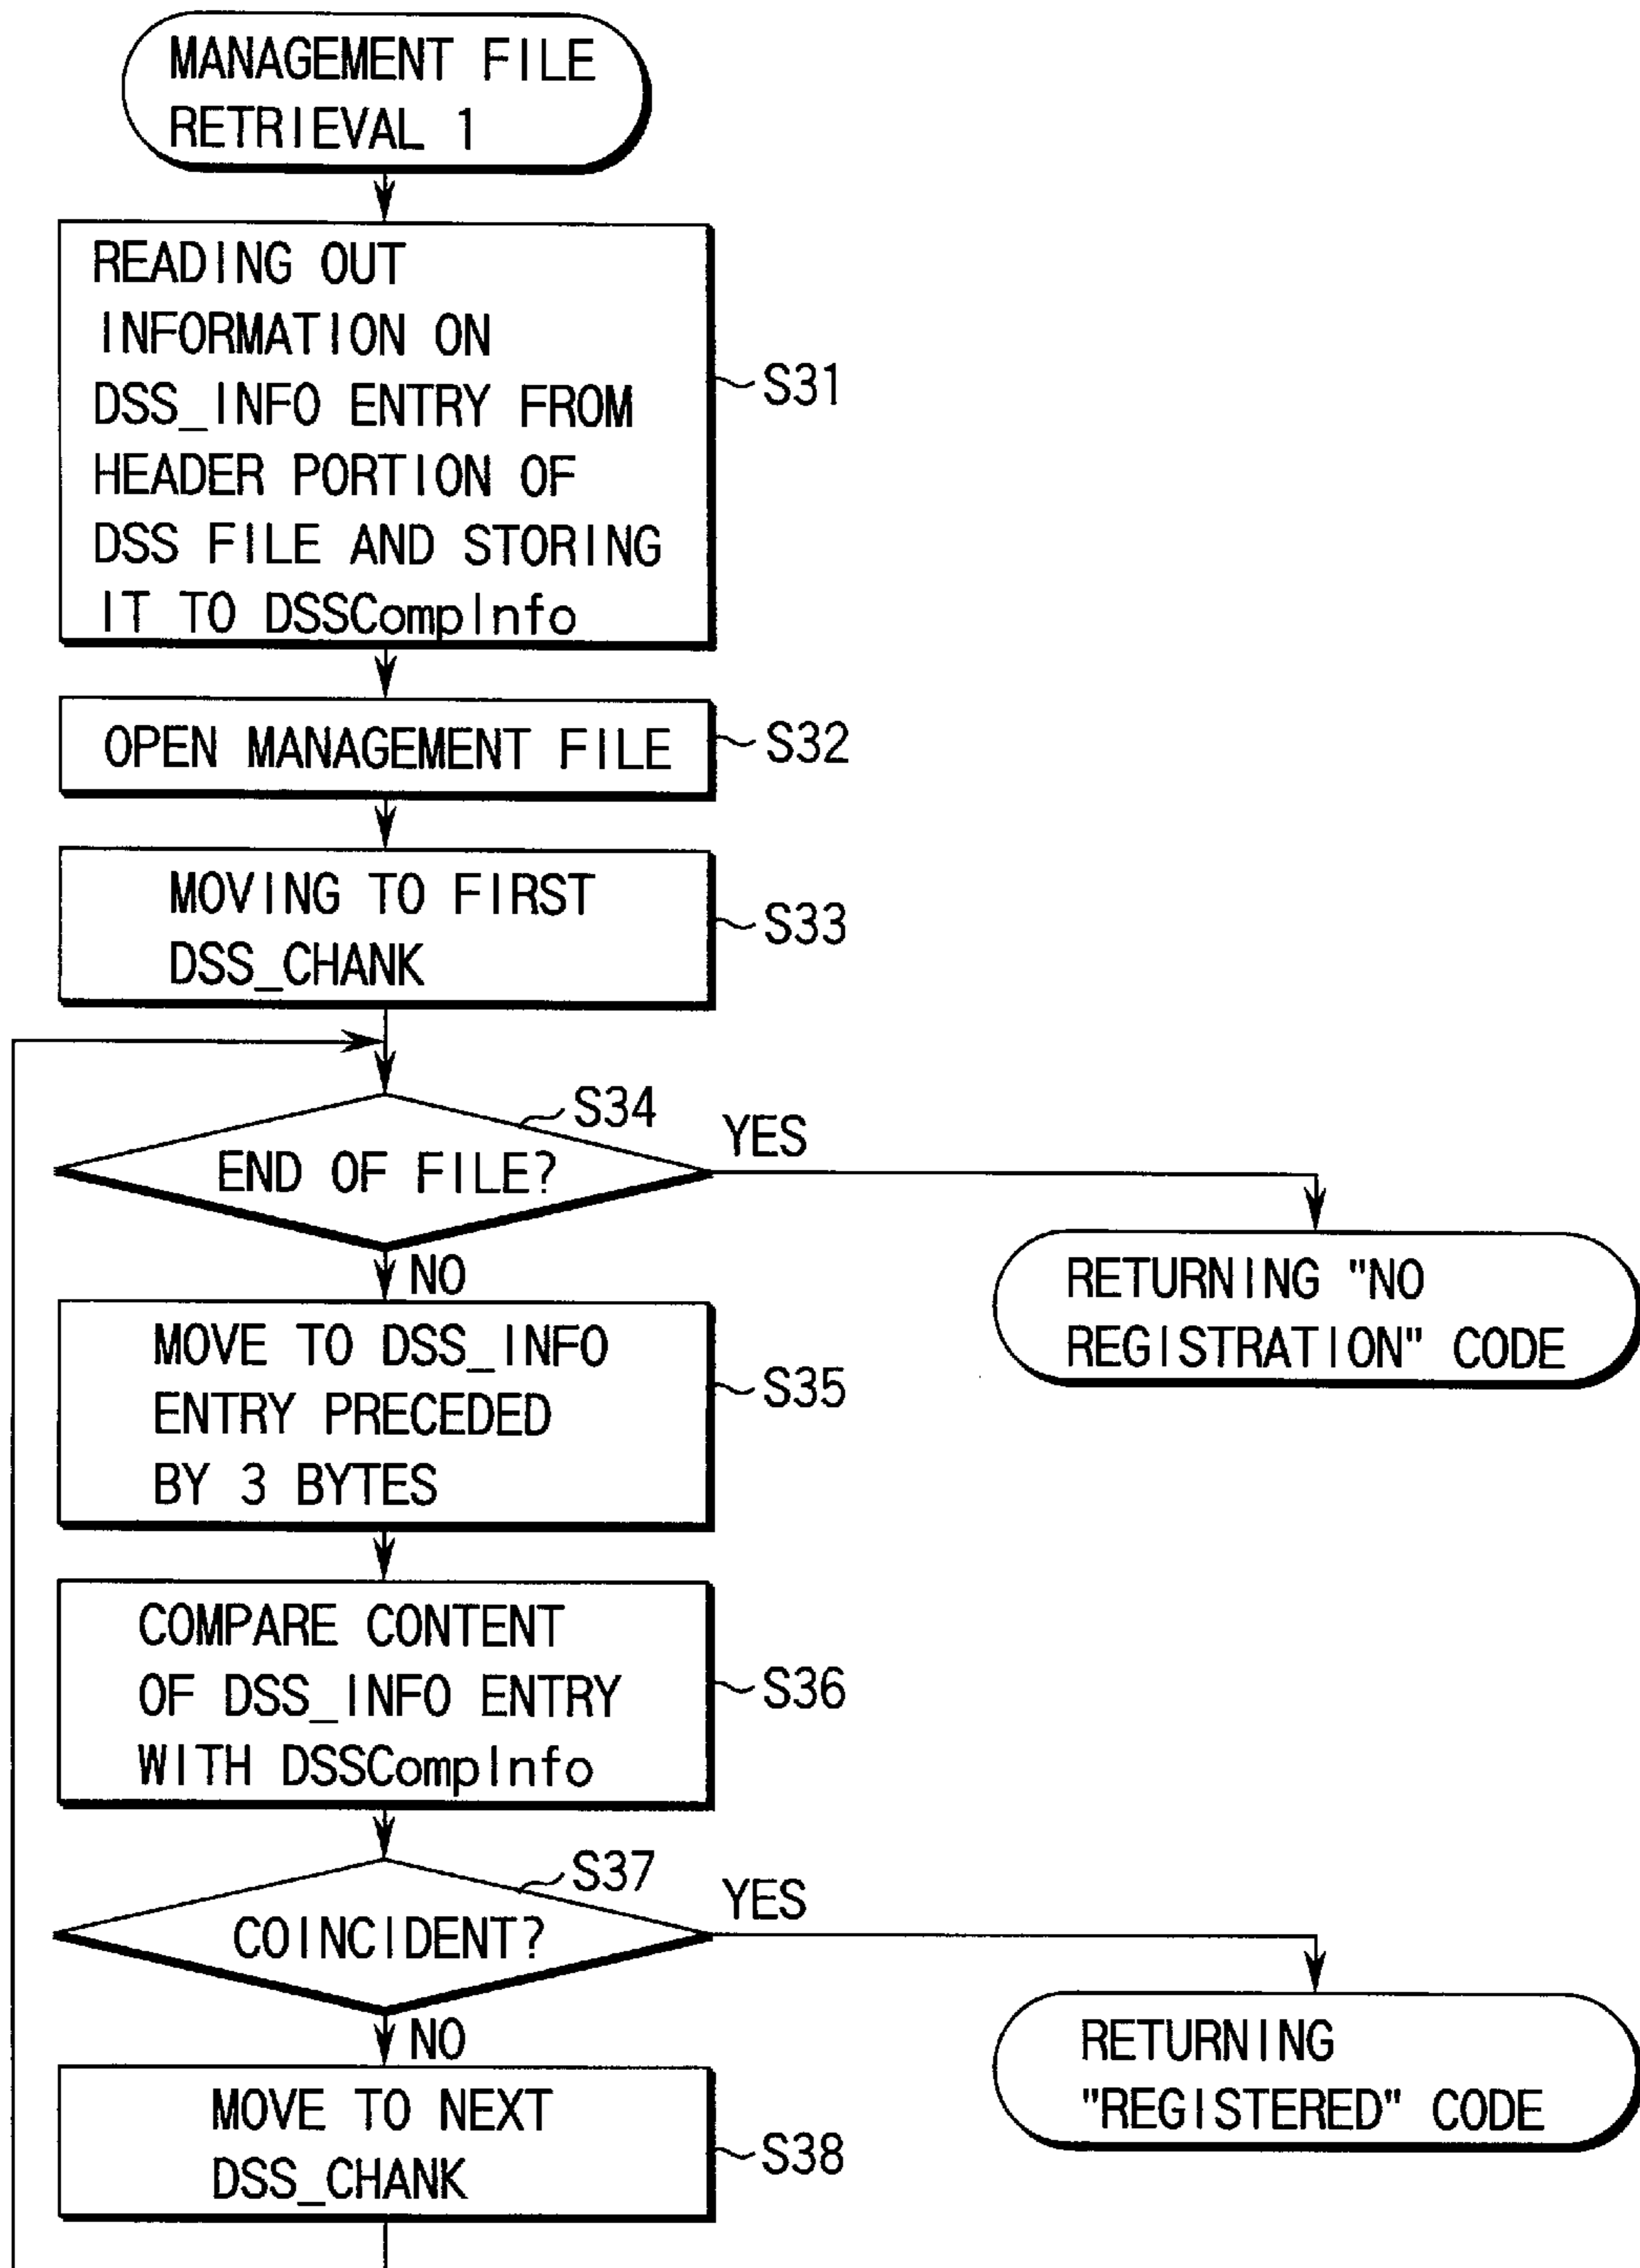 MANAGEMENT FILE
RETRIEVAL 1
READING OUT
INFORMATION ON
DSS_INFO ENTRY FROM
HEADER PORTION OF
DSS FILE AND STORING
IT TO DSSCompInfo
S31
OPEN MANAGEMENT FILE
S32
MOVING TO FIRST
DSS_CHANK
S33
S34
END OF FILE?
YES
NO
RETURNING "NO
REGISTRATION" CODE
MOVE TO DSS_INFO
ENTRY PRECEDED
BY 3 BYTES
S35
COMPARE CONTENT
OF DSS_INFO ENTRY
WITH DSSCompInfo
S36
S37
COINCIDENT?
YES
NO
RETURNING
"REGISTERED" CODE
MOVE TO NEXT
DSS_CHANK
S38